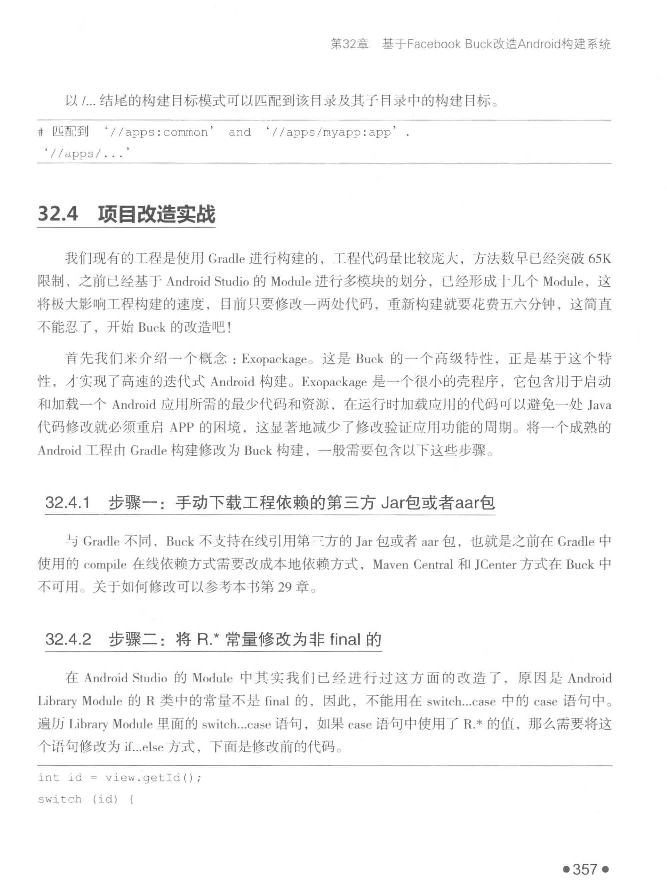 第32章 基于Facebook Buck改造Android构建系统
以 /... 结尾的构建目标模式可以匹配到该目录及其子目录中的构建目标。
# 匹配到 '//apps:common' and '//apps/myapp:app'.
'//apps/...'
32.4 项目改造实战
我们现有的工程是使用 Gradle 进行构建的，工程代码量比较庞大，方法数早已经突破 65K
限制，之前已经基于 Android Studio 的 Module 进行多模块的划分，已经形成十几个 Module，这
将极大影响工程构建的速度，目前只要修改一两处代码，重新构建就要花费五六分钟，这简直
不能忍了，开始 Buck 的改造吧！
首先我们来介绍一个概念：Exopackage。这是 Buck 的一个高级特性，正是基于这个特
性，才实现了高速的迭代式 Android 构建。Exopackage 是一个很小的壳程序，它包含用于启动
和加载一个 Android 应用所需的最少代码和资源，在运行时加载应用的代码可以避免一处 Java
代码修改就必须重启 APP 的困境，这显著地减少了修改验证应用功能的周期。将一个成熟的
Android 工程由 Gradle 构建修改为 Buck 构建，一般需要包含以下这些步骤。
32.4.1 步骤一：手动下载工程依赖的第三方 Jar包或者aar包
与 Gradle 不同，Buck 不支持在线引用第三方的 Jar 包或者 aar 包，也就是之前在 Gradle 中
使用的 compile 在线依赖方式需要改成本地依赖方式，Maven Central 和 JCenter 方式在 Buck 中
不可用。关于如何修改可以参考本书第 29 章。
32.4.2 步骤二：将 R.* 常量修改为非 final 的
在 Android Studio 的 Module 中其实我们已经进行过这方面的改造了，原因是 Android
Library Module 的 R 类中的常量不是 final 的，因此，不能用在 switch...case 中的 case 语句中。
遍历 Library Module 里面的 switch...case 语句，如果 case 语句中使用了 R.* 的值，那么需要将这
个语句修改为 if...else 方式，下面是修改前的代码。
int id = view.getId();
switch (id) {
●357●